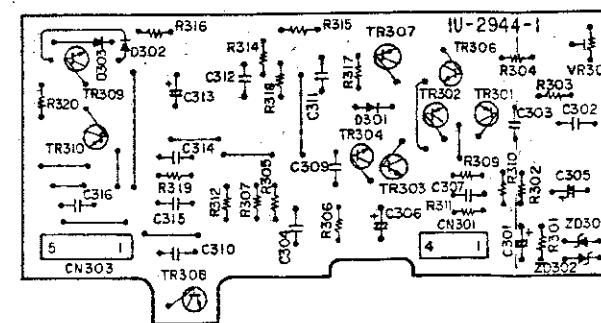 R316
R315
IU-2944-1
D303
D302
R314
TR307
TR306
R304
VR30
TR309
C312
R318
C311
R317
R303
R320
C313
D301
TR302
TR301
C303
C302
TR304
TR310
C314
C309
TR303
R309
R310
R319
R305
C307
R302
C305
C316
C315
R312
R307
R306
C306
R311
C304
CN301
C301
R301
ZD30
5
1
C310
4
1
CN303
ZD302
TR308